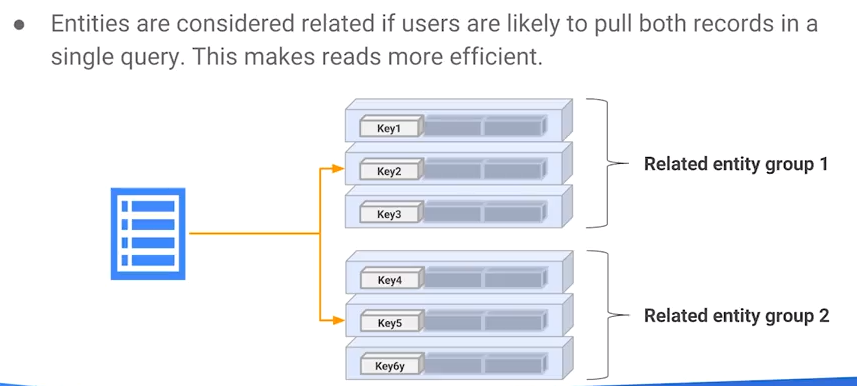 ● Entities are considered related if users are likely to pull both records in a
single query. This makes reads more efficient.
Key1
Key2
Related entity group 1
Key3
Key4
Key5
Related entity group 2
Key6y